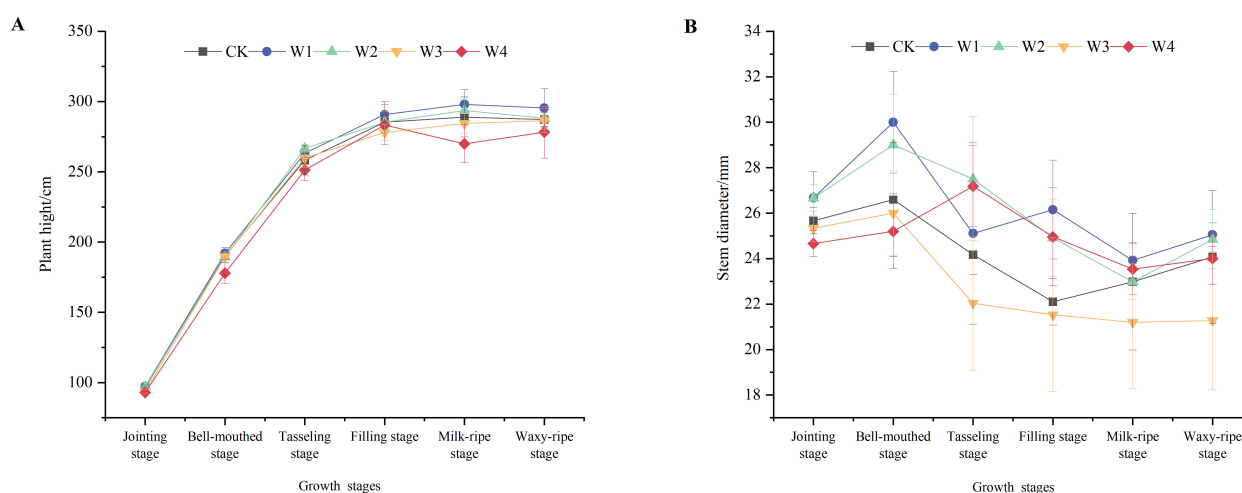 A
Plant hight/cm
350
300
250
200
150
100
CK W1 W2 W3 W4
Jointing stage
Bell-mouthed stage
Tasseling stage
Filling stage
Milk-ripe stage
Waxy-ripe stage
Growth stages
B
Stem diameter/mm
34
32
30
28
26
24
22
20
18
CK W1 W2 W3 W4
Jointing stage
Bell-mouthed stage
Tasseling stage
Filling stage
Milk-ripe stage
Waxy-ripe stage
Growth stages